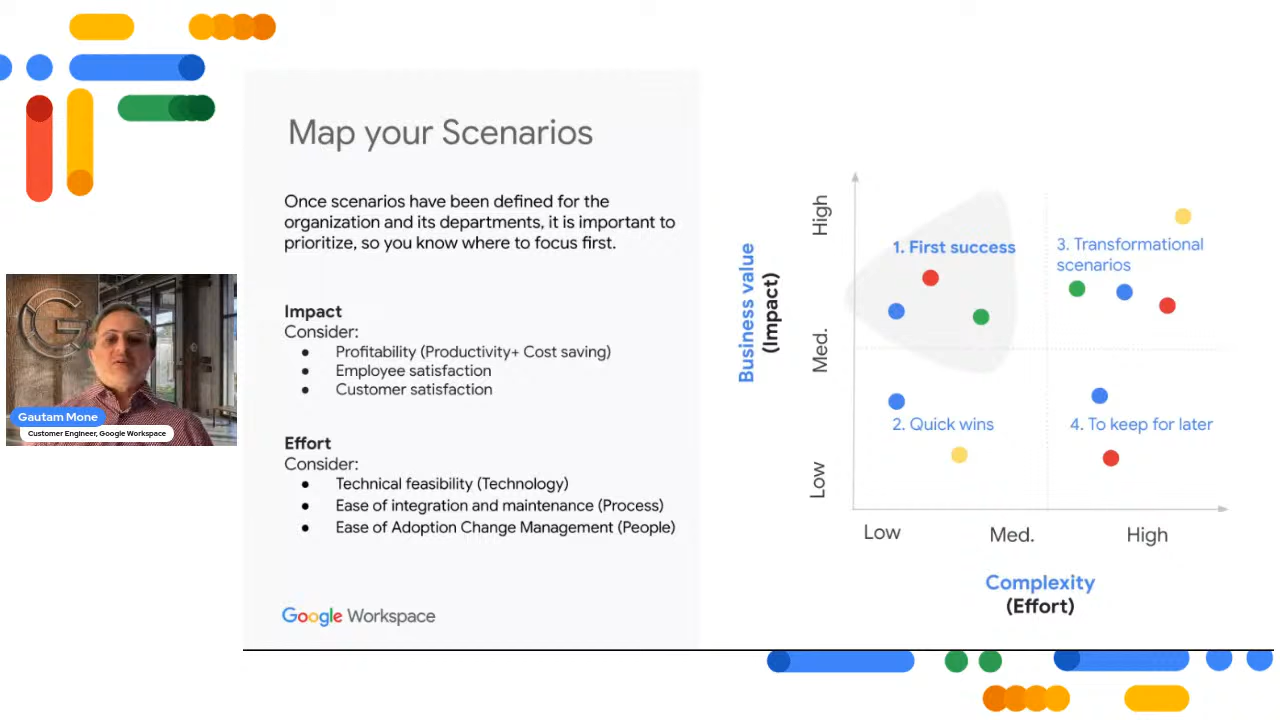 Map your Scenarios
Once scenarios have been defined for the
organization and its departments, it is important to
prioritize, so you know where to focus first.
Impact
Consider:
● Profitability (Productivity+ Cost saving)
● Employee satisfaction
● Customer satisfaction
Effort
Consider:
● Technical feasibility (Technology)
● Ease of integration and maintenance (Process)
● Ease of Adoption Change Management (People)
Google Workspace
G
Gautam Mone
Customer Engineer, Google Workspace
Business value
(Impact)
High
Med.
Low
1. First success
3. Transformational
scenarios
2. Quick wins
4. To keep for later
Low
Med.
High
Complexity
(Effort)